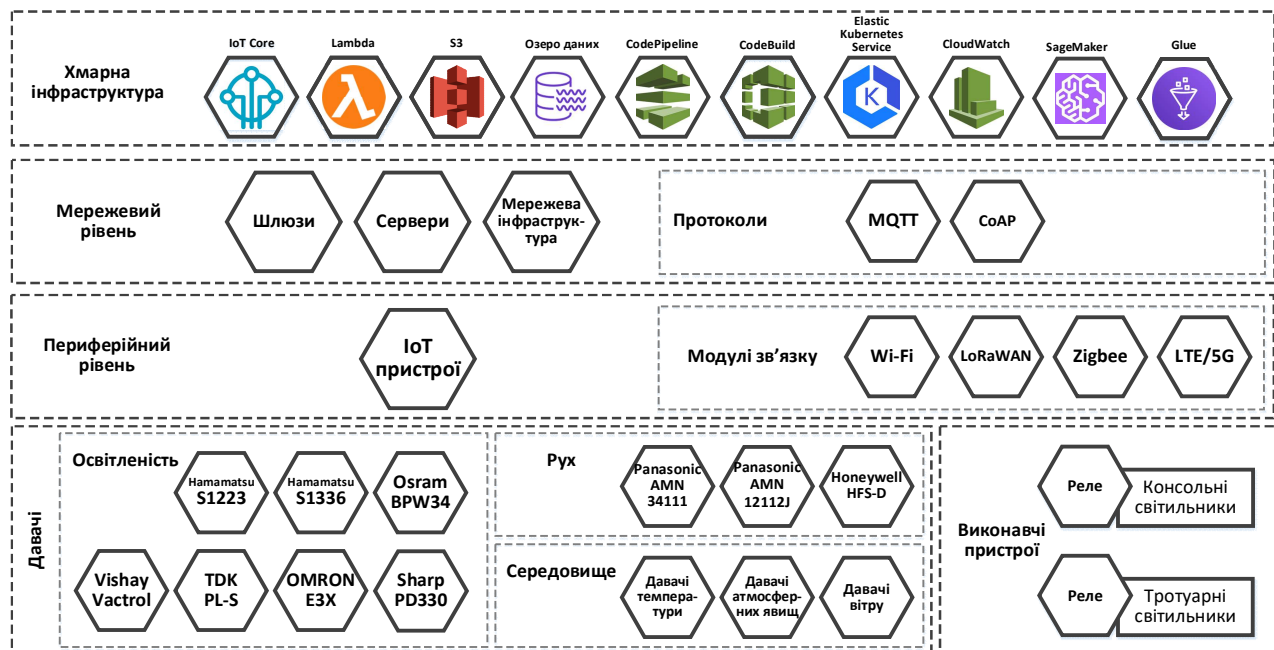 Хмарна
інфраструктура
IoT Core
Lambda
S3
Озеро даних
CodePipeline
CodeBuild
Elastic
Kubernetes
Service
CloudWatch
SageMaker
Glue
K
Мережевий
рівень
Шлюзи
Сервери
Мережева
інфраструк-
тура
Протоколи
MQTT
CoAP
Периферійний
рівень
IoT
пристрої
Модулі зв’язку
Wi-Fi
LoRaWAN
Zigbee
LTE/5G
Давачі
Освітленість
Hamamatsu
S1223
Hamamatsu
S1336
Osram
BPW34
Vishay
Vactrol
TDK
PL-S
OMRON
E3X
Sharp
PD330
Рух
Panasonic
AMN
34111
Panasonic
AMN
12112J
Honeywell
HFS-D
Середовище
Давачі
темпера-
тури
Давачі
атмосфер-
них явищ
Давачі
вітру
Виконавчі
пристрої
Реле
Консольні
світильники
Реле
Тротуарні
світильники